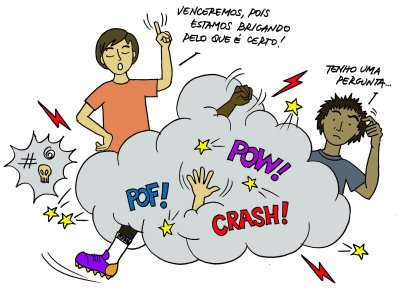 VENCEREMOS, POIS
ESTAMOS BRIGANDO
PELO QUE É CERTO!
TENHO UMA
PERGUNTA...
#
POW!
POF!
CRASH!